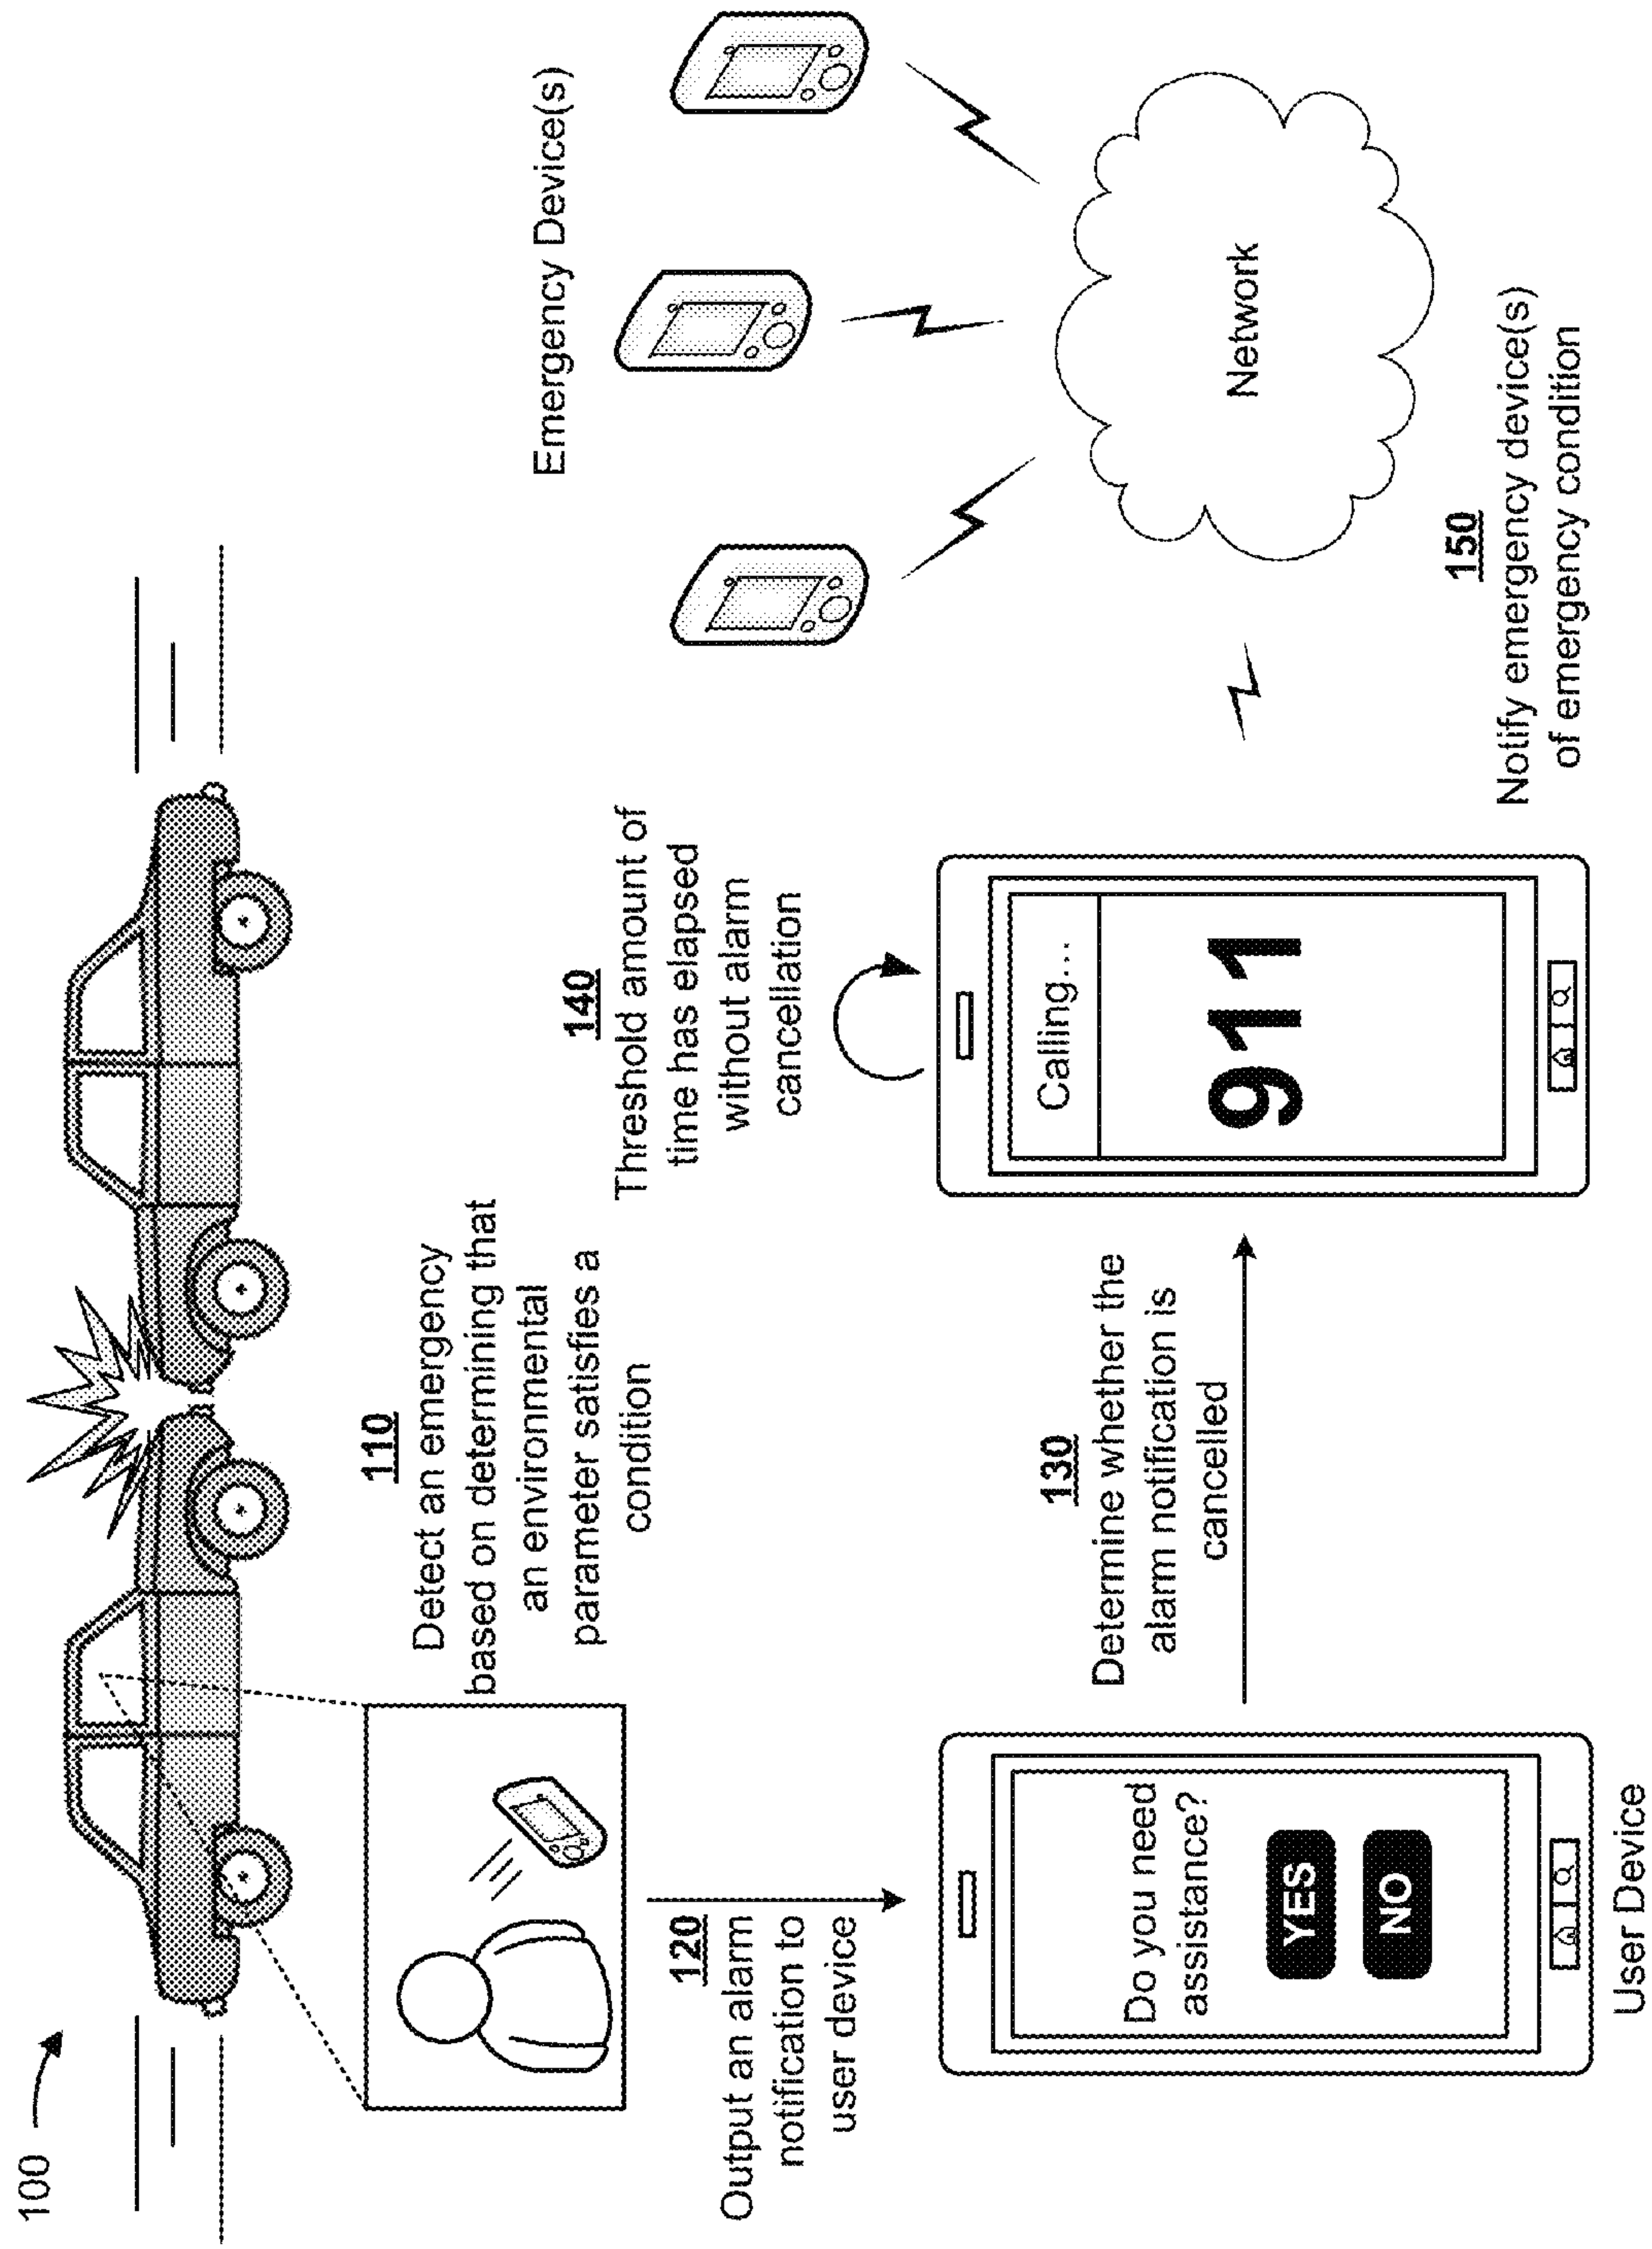 100
110
Detect an emergency
based on determining that
an environmental
parameter satisfies a
condition
120
Output an alarm
notification to
user device
Do you need
assistance?
YES
NO
User Device
130
Determine whether the
alarm notification is
cancelled
140
Threshold amount of
time has elapsed
without alarm
cancellation
Calling...
911
Emergency Device(s)
Network
150
Notify emergency device(s)
of emergency condition